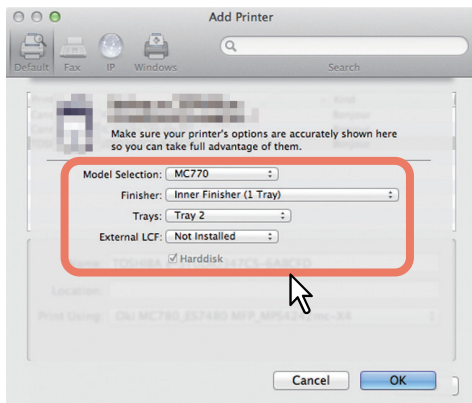 Add Printer
Default Fax IP Windows Search
Make sure your printer's options are accurately shown here
so you can take full advantage of them.
Model Selection: MC770
Finisher: Inner Finisher (1 Tray)
Trays: Tray 2
External LCF: Not Installed
Harddisk
Name:
Location:
Print Using:
Cancel OK